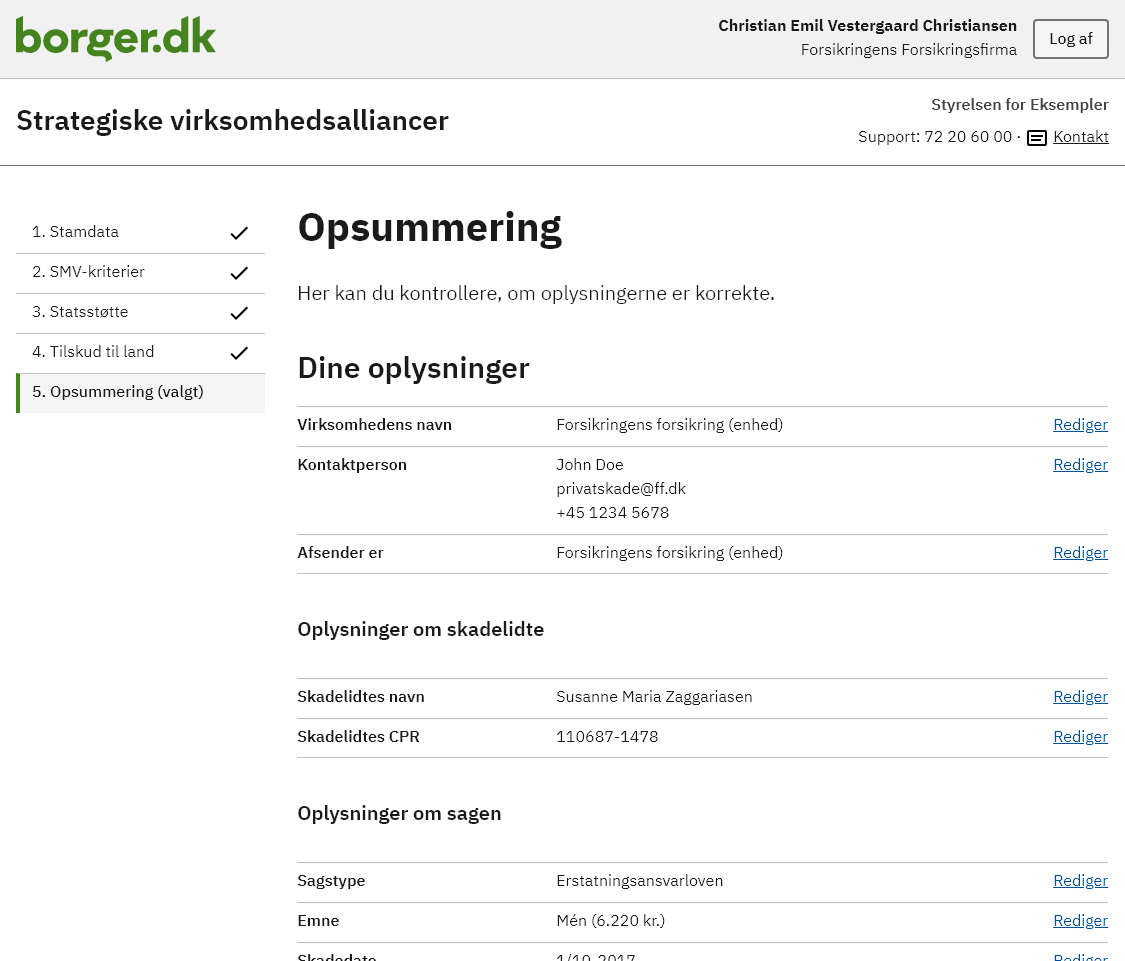 borger.dk
Christian Emil Vestergaard Christiansen
Forsikringens Forsikringsfirma
Log af
Strategiske virksomhedsalliancer
Styrelsen for Eksempler
Support: 72 20 60 00 · Kontakt
1. Stamdata
2. SMV-kriterier
3. Statsstøtte
4. Tilskud til land
5. Opsummering (valgt)
Opsummering
Her kan du kontrollere, om oplysningerne er korrekte.
Dine oplysninger
Virksomhedens navn Forsikringens forsikring (enhed) Rediger
Kontaktperson John Doe Rediger
privatskade@ff.dk
+45 1234 5678
Afsender er Forsikringens forsikring (enhed) Rediger
Oplysninger om skadelidte
Skadelidtes navn Susanne Maria Zaggariasen Rediger
Skadelidtes CPR 110687-1478 Rediger
Oplysninger om sagen
Sagstype Erstatningsansvarloven Rediger
Emne Mén (6.220 kr.) Rediger
Skadedato 1/10-2017 Rediger